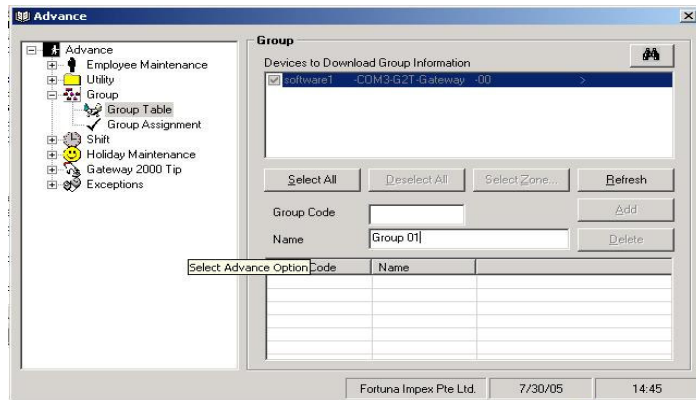 Advance
Advance
Employee Maintenance
Utility
Group
Group Table
Group Assignment
Shift
Holiday Maintenance
Gateway 2000 Tip
Exceptions
Group
Devices to Download Group Information
software1 -COM3-G2T-Gateway -00 >
Select All Deselect All Select Zone... Refresh
Group Code Add
Name Group 01 Delete
Select Advance Option Code Name
Fortuna Impex Pte Ltd. 7/30/05 14:45